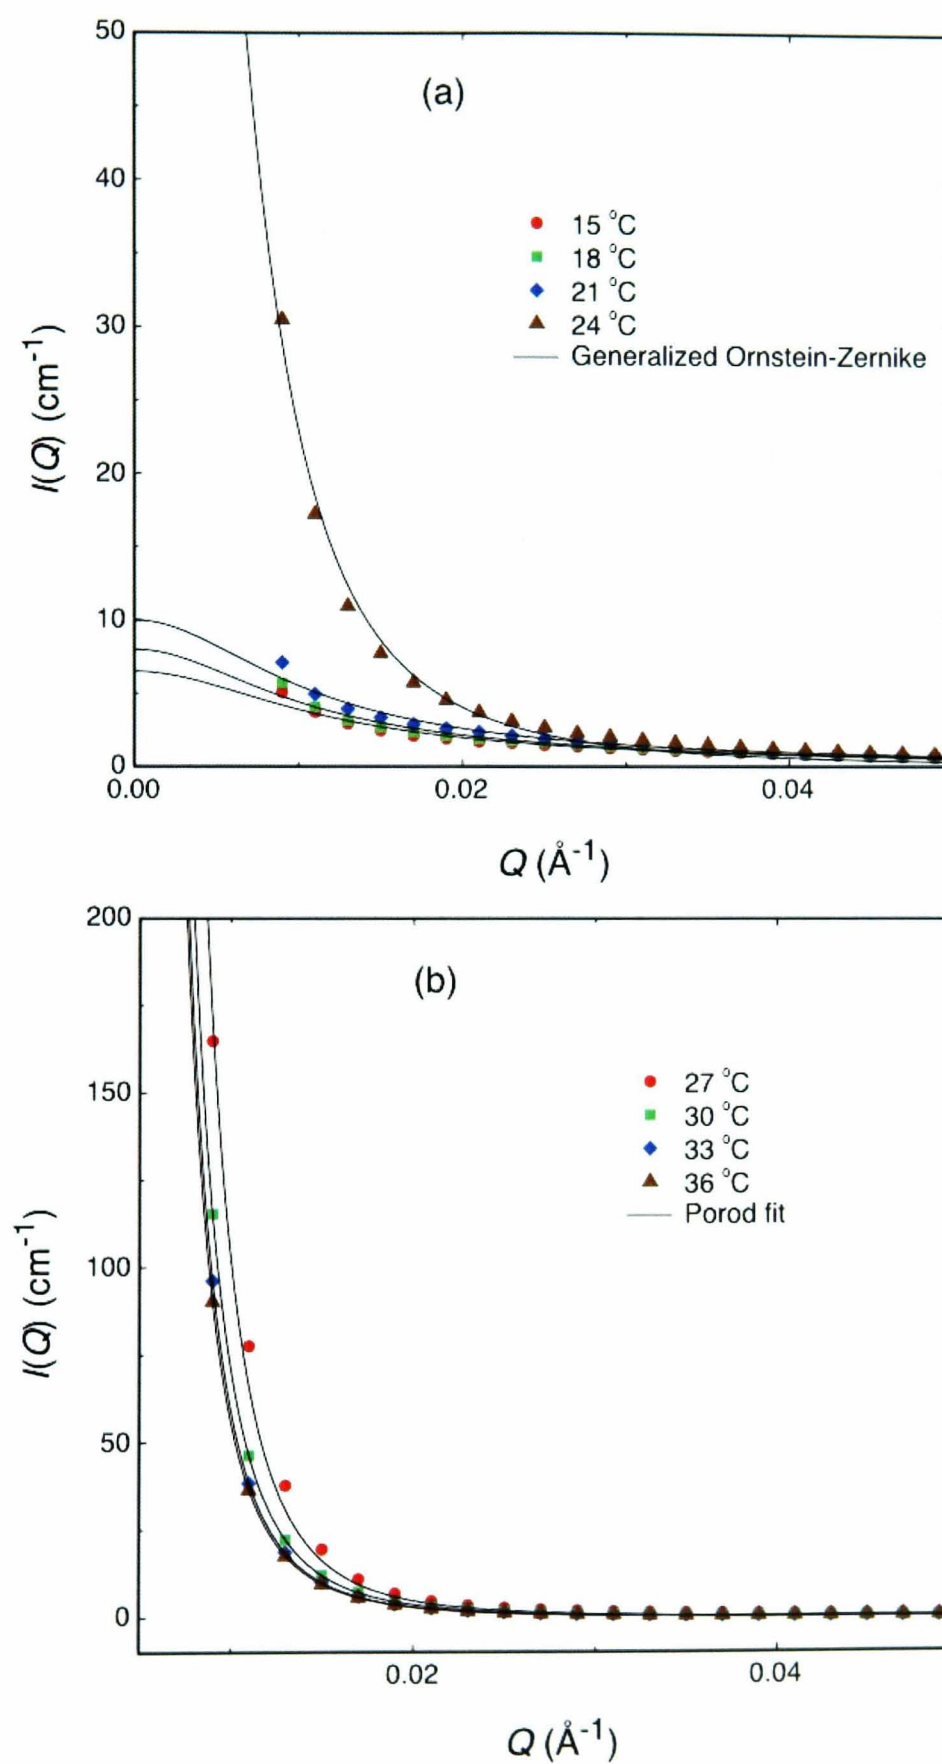 50
(a)
40
15 °C
18 °C
21 °C
24 °C
30
Generalized Ornstein-Zernike
I(Q) (cm⁻¹)
20
10
0
0.00 0.02 0.04
Q (Å⁻¹)
200
(b)
150
27 °C
30 °C
33 °C
36 °C
Porod fit
I(Q) (cm⁻¹)
100
50
0
0.02 0.04
Q (Å⁻¹)